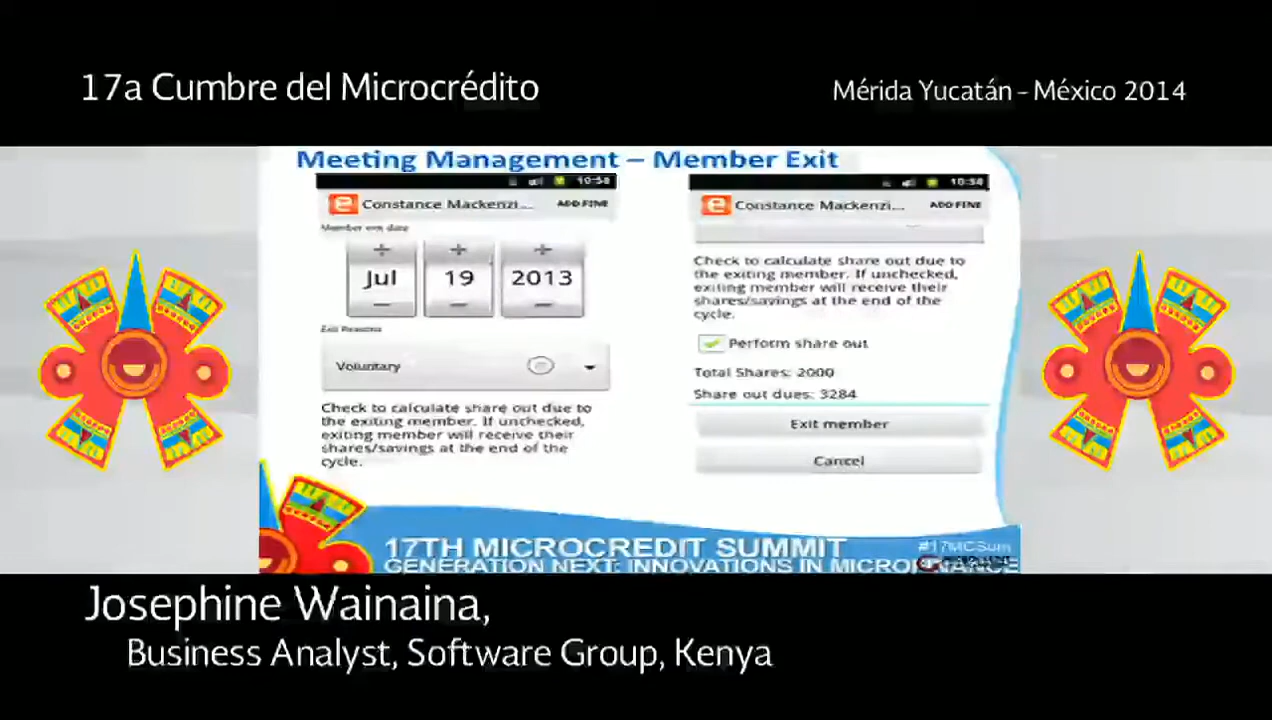 17a Cumbre del Microcrédito
Mérida Yucatán - México 2014
Meeting Management – Member Exit
10:58
e Constance Mackenzi... ADD FINE
Member exit date
+ + +
Jul 19 2013
– – –
Exit Reasons
Voluntary
Check to calculate share out due to
the exiting member. If unchecked,
exiting member will receive their
shares/savings at the end of the
cycle.
10:58
e Constance Mackenzi... ADD FINE
Check to calculate share out due to
the exiting member. If unchecked,
exiting member will receive their
shares/savings at the end of the
cycle.
Perform share out
Total Shares: 2000
Share out dues: 3284
Exit member
Cancel
17TH MICROCREDIT SUMMIT
#17MCSum
GENERATION NEXT: INNOVATIONS IN
Josephine Wainaina,
Business Analyst, Software Group, Kenya